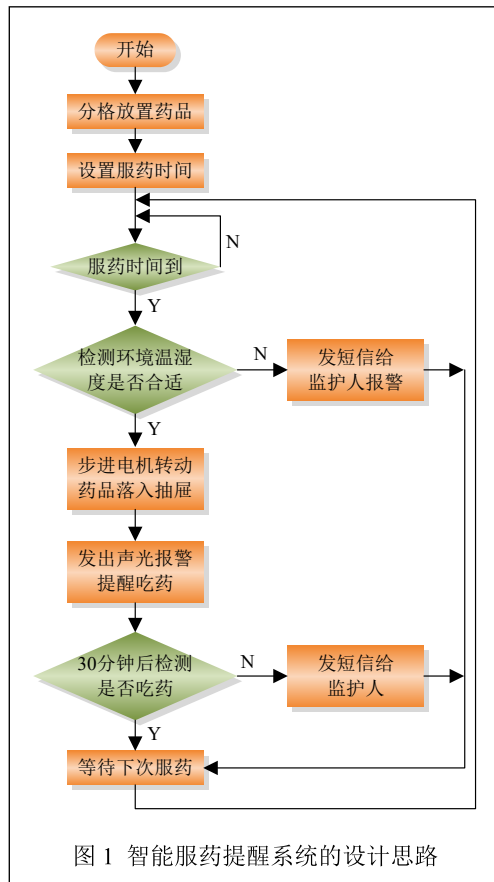 开始
分格放置药品
设置服药时间
服药时间到
N
Y
检测环境温湿
度是否合适
N
发短信给
监护人报警
Y
步进电机转动
药品落入抽屉
发出声光报警
提醒吃药
30分钟后检测
是否吃药
N
发短信给
监护人
Y
等待下次服药
图 1 智能服药提醒系统的设计思路